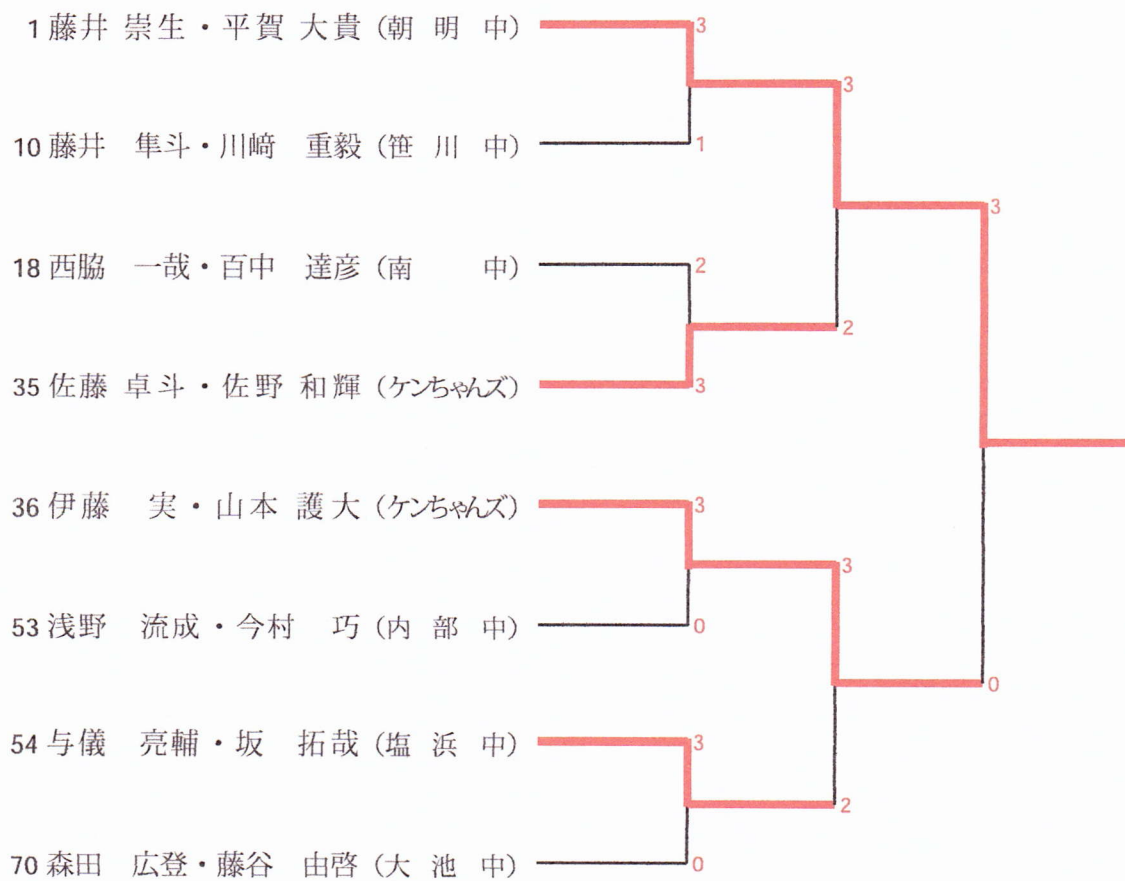 1 藤井 崇生・平賀 大貴 (朝 明 中)
3
3
10 藤井 隼斗・川﨑 重毅 (笹 川 中)
1
3
18 西脇 一哉・百中 達彦 (南 中)
2
2
35 佐藤 卓斗・佐野 和輝 (ケンちゃんズ)
3
36 伊藤 実・山本 護大 (ケンちゃんズ)
3
3
53 浅野 流成・今村 巧 (内 部 中)
0
0
54 与儀 亮輔・坂 拓哉 (塩 浜 中)
3
2
70 森田 広登・藤谷 由啓 (大 池 中)
0